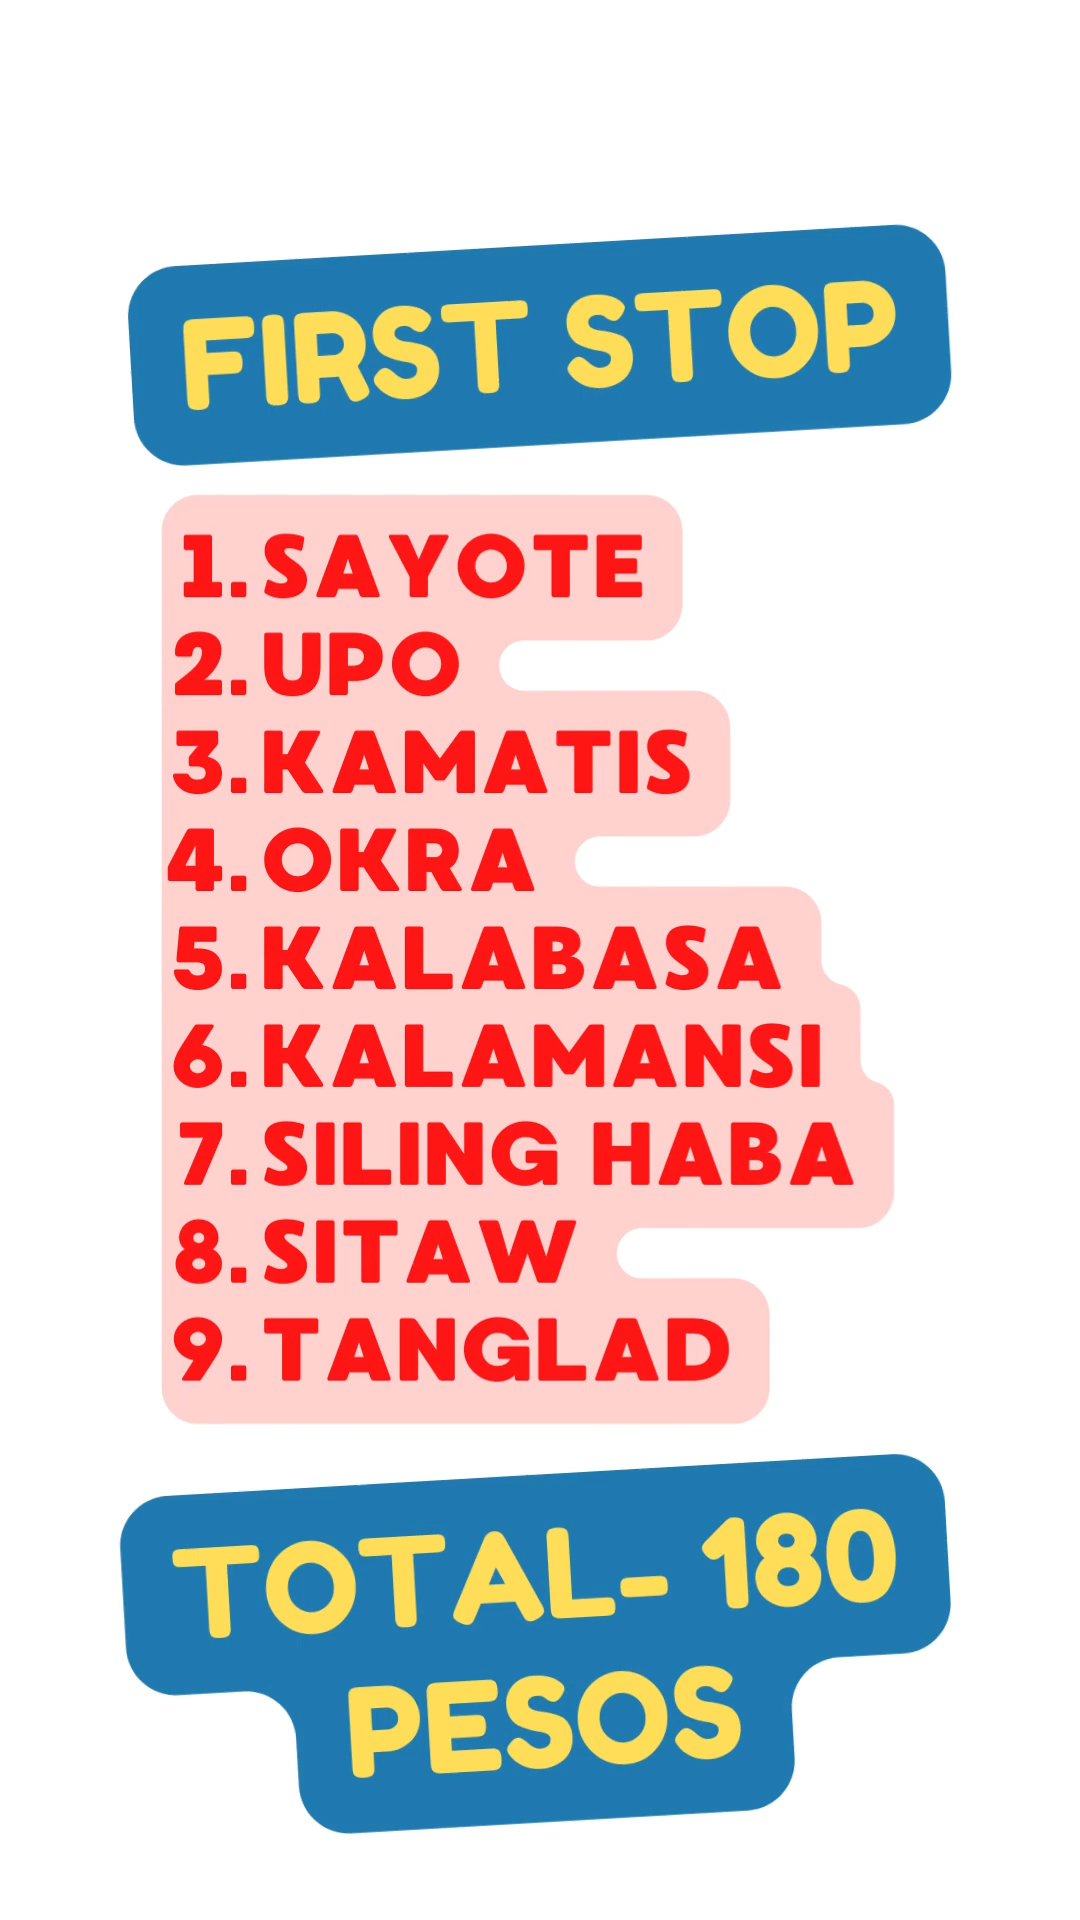 FIRST STOP
1. SAYOTE
2. UPO
3. KAMATIS
4. OKRA
5. KALABASA
6. KALAMANSI
7. SILING HABA
8. SITAW
9. TANGLAD
TOTAL- 180
PESOS